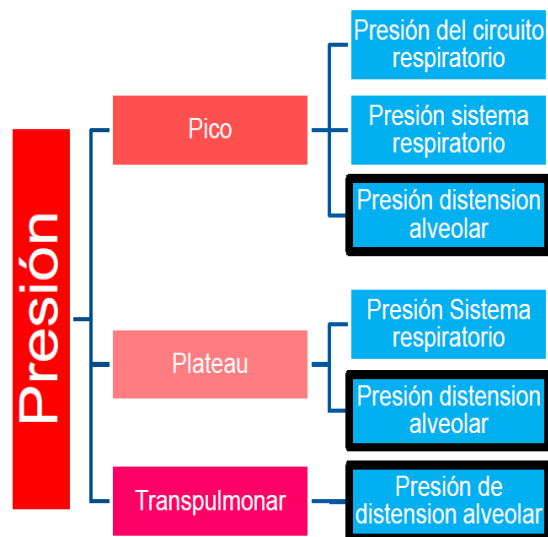 Presión
Pico
Presión del circuito
respiratorio
Presión sistema
respiratorio
Presión distension
alveolar
Plateau
Presión Sistema
respiratorio
Presión distension
alveolar
Transpulmonar
Presión de
distension alveolar